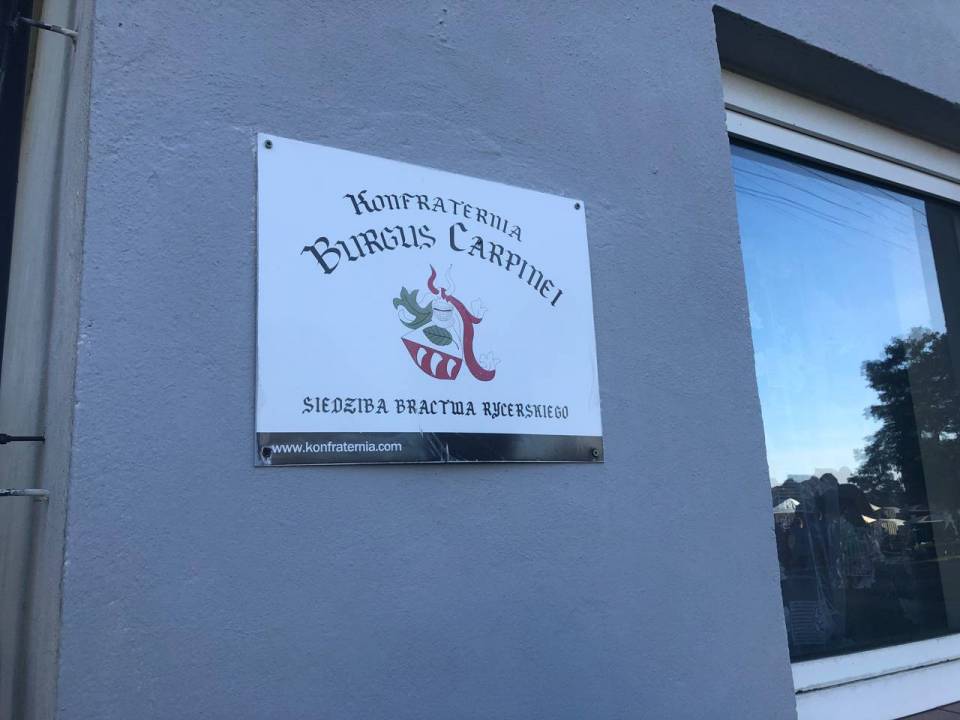 Konfraternia
Burgus Carpinei
Siedziba Bractwa Rycerskiego
www.konfraternia.com